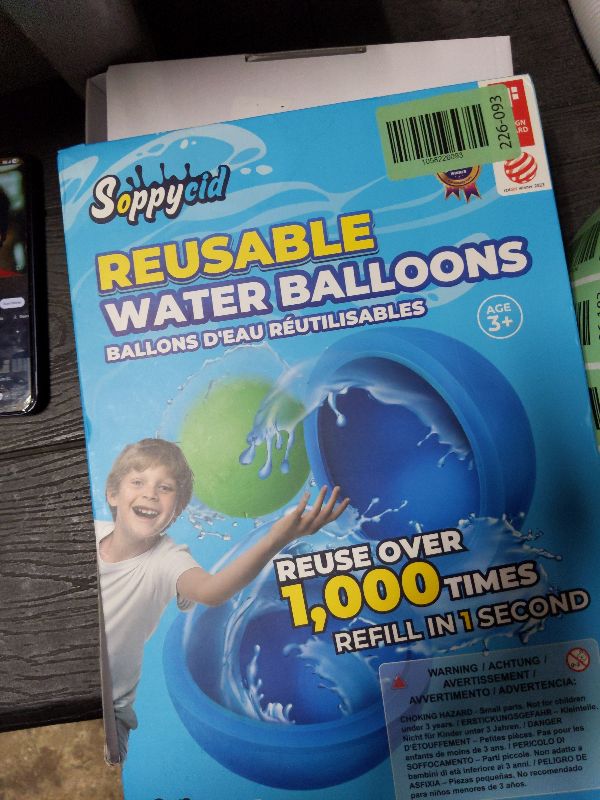 1058226093
226-093
Soppycid
REUSABLE
WATER BALLOONS
BALLONS D'EAU RÉUTILISABLES
AGE
3+
REUSE OVER
1,000 TIMES
REFILL IN 1 SECOND
WARNING / ACHTUNG /
AVERTISSEMENT /
AVVERTIMENTO / ADVERTENCIA:
CHOKING HAZARD - Small parts. Not for children
under 3 years. / ERSTICKUNGSGEFAHR – Kleinteile.
Nicht für Kinder unter 3 Jahren. / DANGER
D'ÉTOUFFEMENT – Petites pièces. Pas pour les
enfants de moins de 3 ans. / PERICOLO DI
SOFFOCAMENTO – Parti piccole. Non adatto a
bambini di età inferiore ai 3 anni. / PELIGRO DE
ASFIXIA – Piezas pequeñas. No recomendado
para niños menores de 3 años.